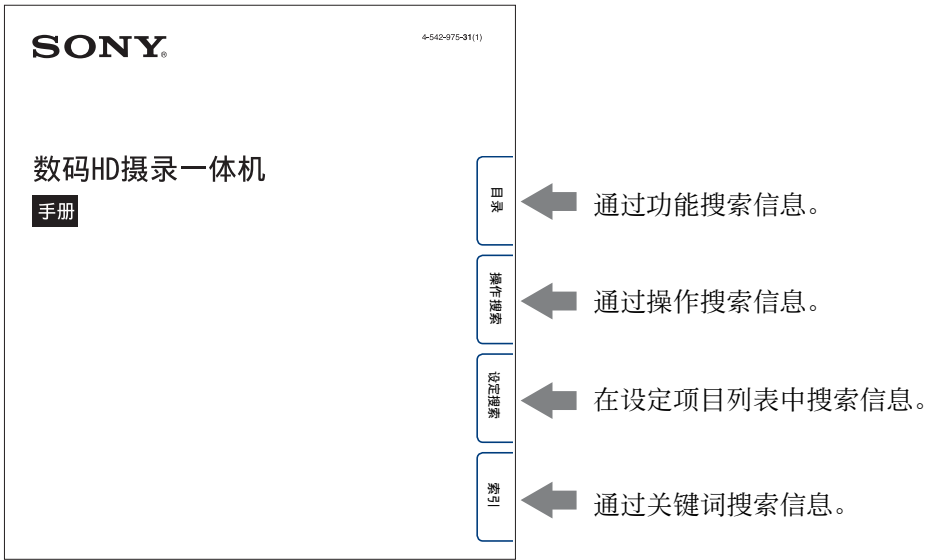 SONY®
4-542-975-31(1)
数码HD摄录一体机
手册
目录
通过功能搜索信息。
操作搜索
通过操作搜索信息。
设定搜索
在设定项目列表中搜索信息。
索引
通过关键词搜索信息。